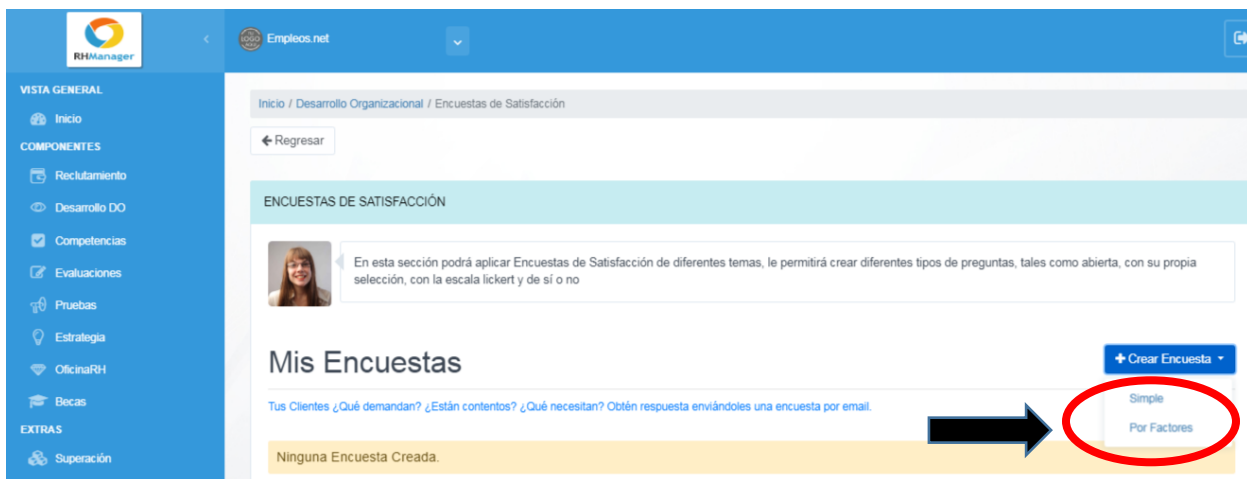 RHManager
Empleos.net
VISTA GENERAL
Inicio
COMPONENTES
Reclutamiento
Desarrollo DO
Competencias
Evaluaciones
Pruebas
Estrategia
OficinaRH
Becas
EXTRAS
Superación
Inicio / Desarrollo Organizacional / Encuestas de Satisfacción
Regresar
ENCUESTAS DE SATISFACCIÓN
En esta sección podrá aplicar Encuestas de Satisfacción de diferentes temas, le permitirá crear diferentes tipos de preguntas, tales como abierta, con su propia
selección, con la escala lickert y de sí o no
Mis Encuestas
+ Crear Encuesta
Simple
Por Factores
Tus Clientes ¿Qué demandan? ¿Están contentos? ¿Qué necesitan? Obtén respuesta enviándoles una encuesta por email.
Ninguna Encuesta Creada.